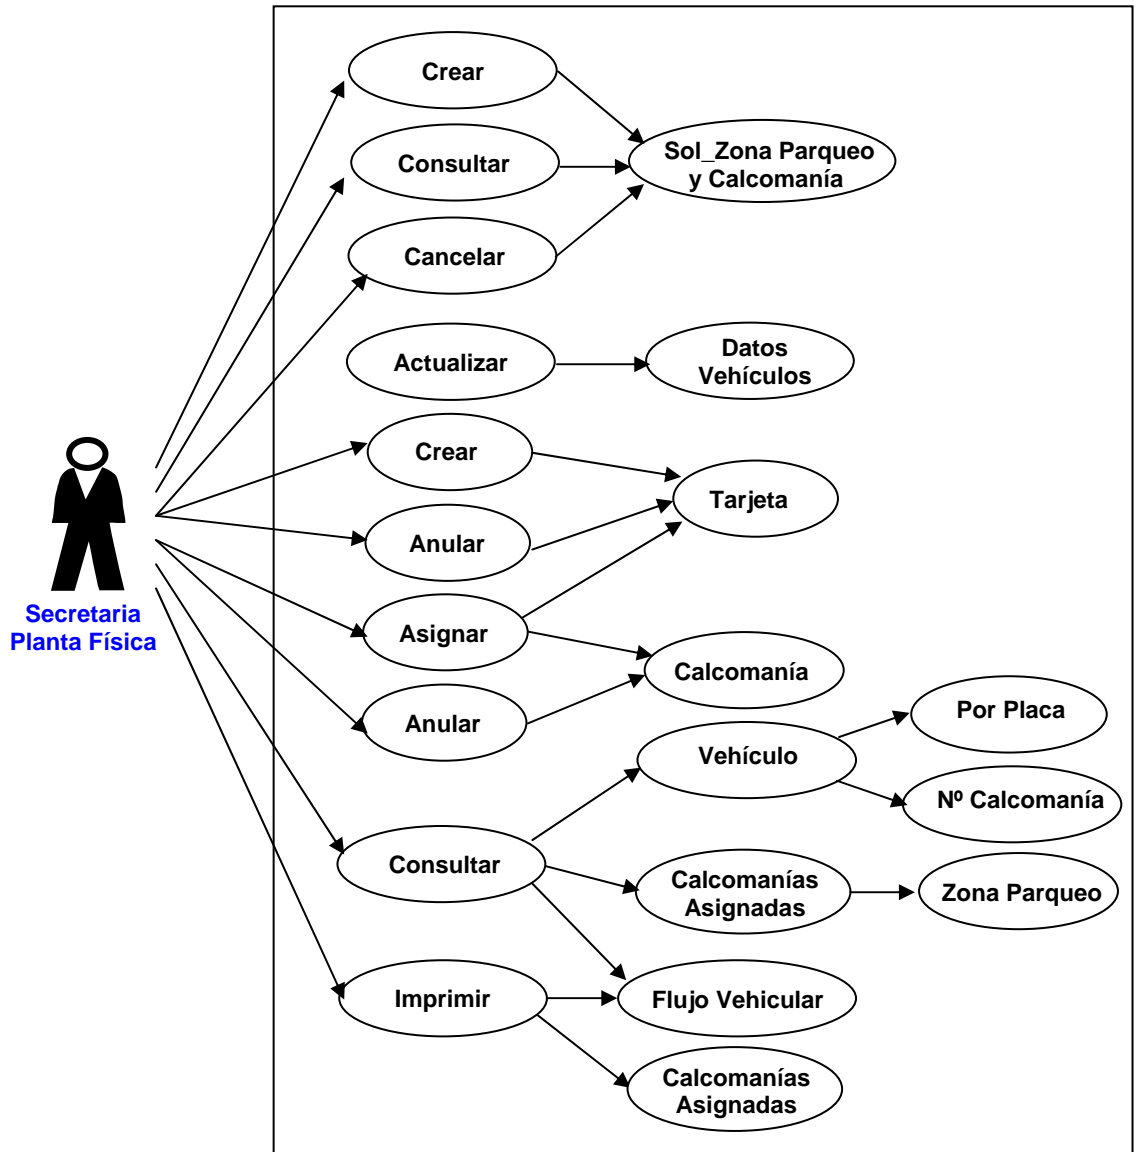 Crear
Consultar
Sol_Zona Parqueo
y Calcomanía
Cancelar
Actualizar
Datos
Vehículos
Crear
Tarjeta
Anular
Secretaria
Planta Física
Asignar
Calcomanía
Anular
Vehículo
Por Placa
Nº Calcomanía
Consultar
Calcomanías
Asignadas
Zona Parqueo
Imprimir
Flujo Vehicular
Calcomanías
Asignadas